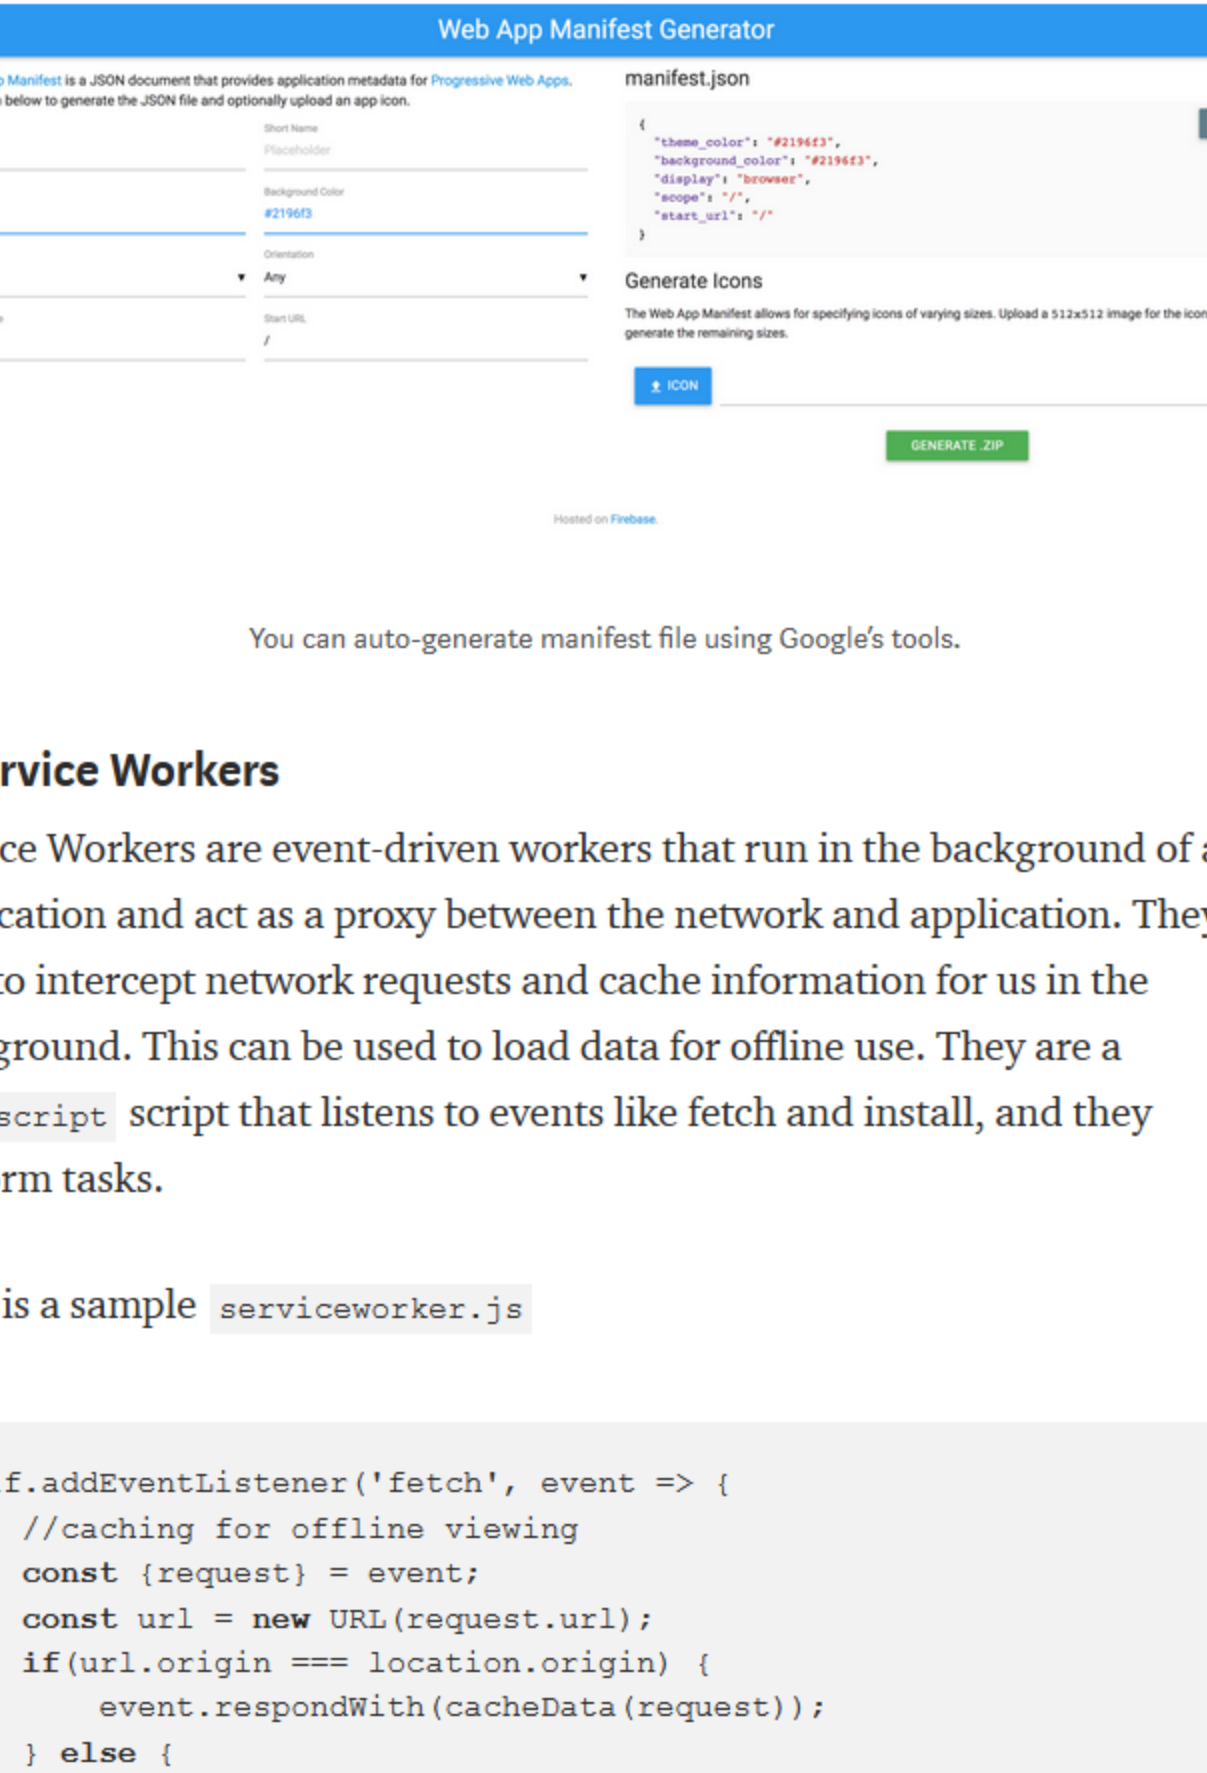 Web App Manifest Generator
p Manifest is a JSON document that provides application metadata for Progressive Web Apps.
below to generate the JSON file and optionally upload an app icon.
Short Name
Placeholder
Background Color
#2196f3
Orientation
Any
Start URL
/
manifest.json
{
"theme_color": "#2196f3",
"background_color": "#2196f3",
"display": "browser",
"scope": "/",
"start_url": "/"
}
Generate Icons
The Web App Manifest allows for specifying icons of varying sizes. Upload a 512x512 image for the icon
generate the remaining sizes.
ICON
GENERATE .ZIP
Hosted on Firebase.
You can auto-generate manifest file using Google's tools.
rvice Workers
ce Workers are event-driven workers that run in the background of a
cation and act as a proxy between the network and application. They
to intercept network requests and cache information for us in the
ground. This can be used to load data for offline use. They are a
script script that listens to events like fetch and install, and they
rm tasks.
is a sample serviceworker.js
f.addEventListener('fetch', event => {
//caching for offline viewing
const {request} = event;
const url = new URL(request.url);
if(url.origin === location.origin) {
event.respondWith(cacheData(request));
} else {